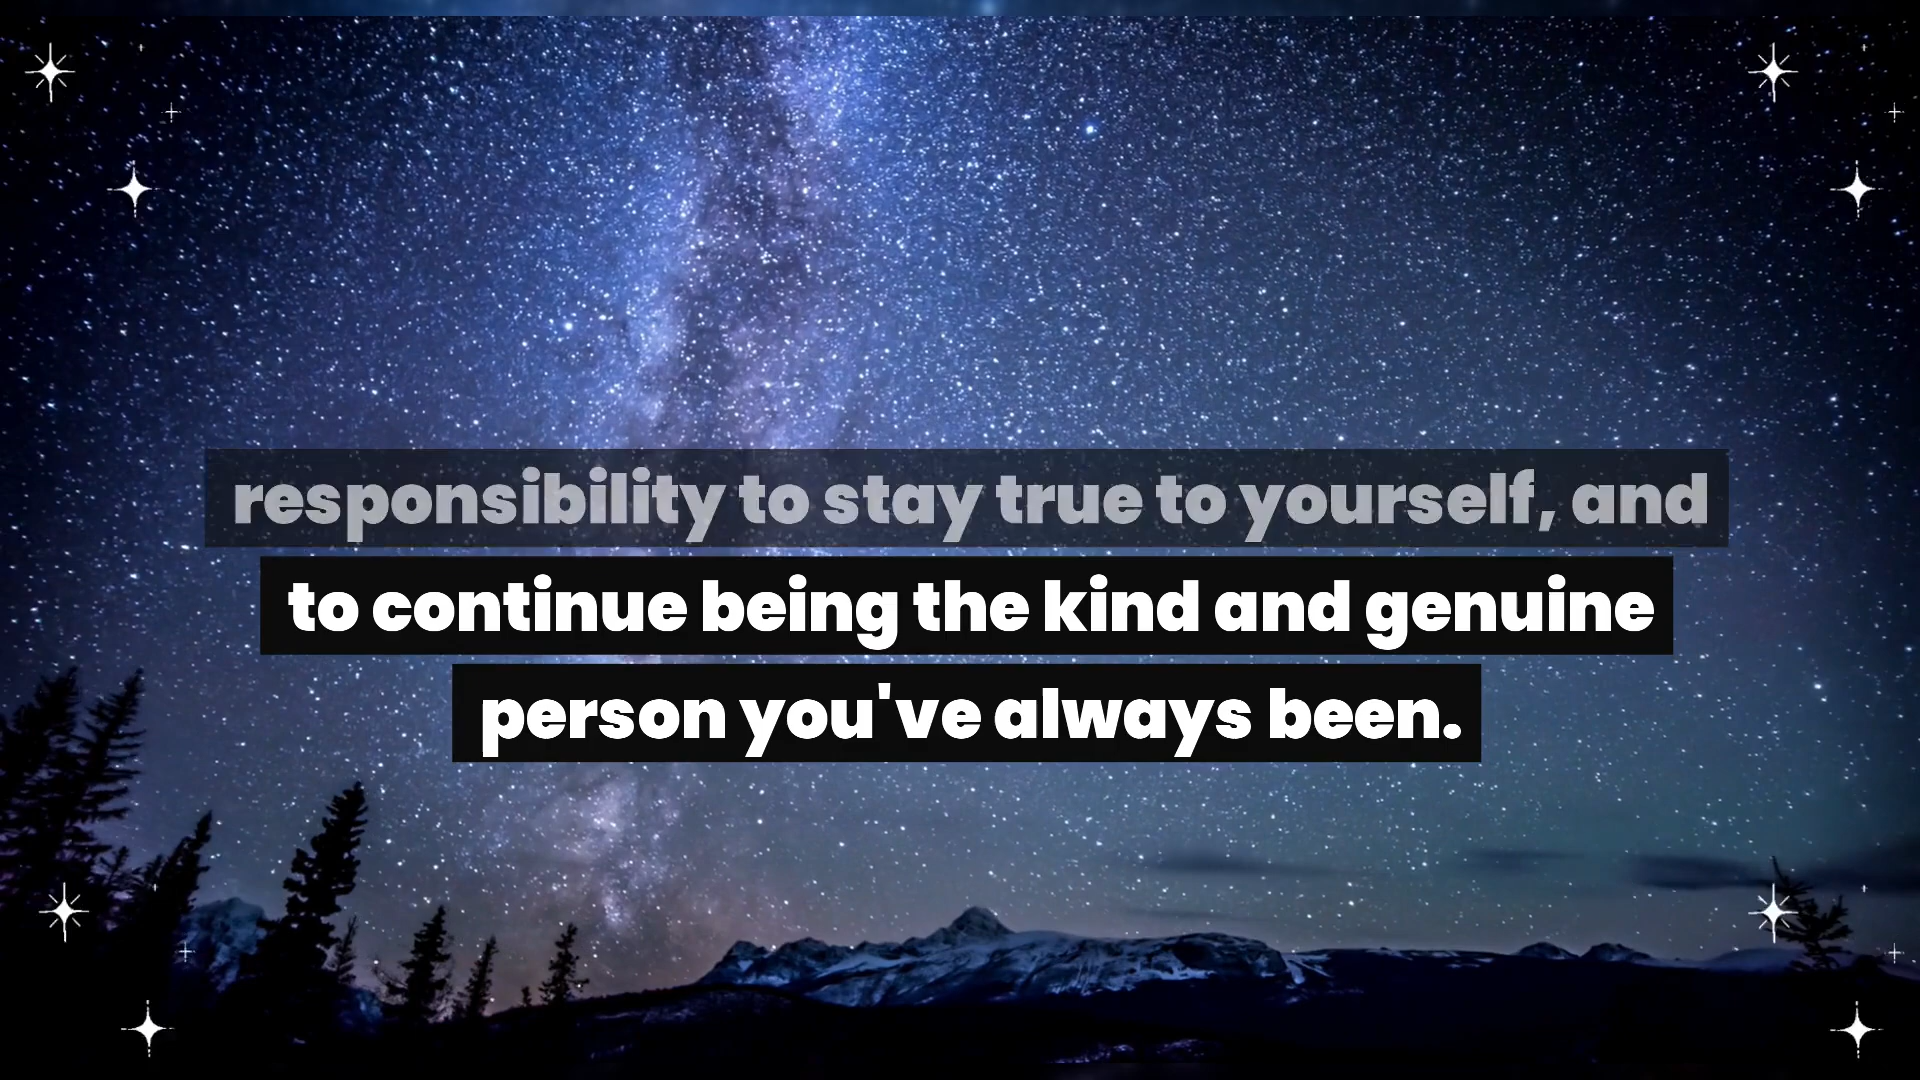 responsibility to stay true to yourself, and
to continue being the kind and genuine
person you've always been.